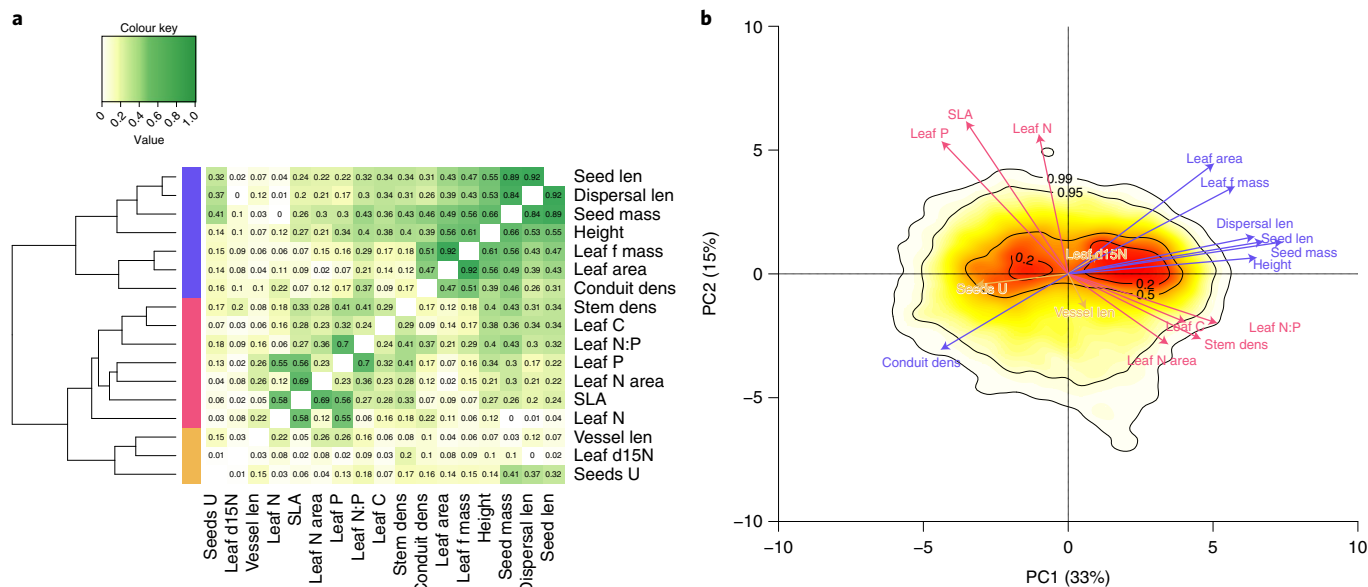 a
Colour key
0 0.2 0.4 0.6 0.8 1.0
Value
0.32 0.02 0.07 0.04 0.24 0.22 0.22 0.32 0.34 0.34 0.31 0.43 0.47 0.55 0.89 0.92 Seed len
0.37 0 0.12 0.01 0.2 0.21 0.17 0.3 0.34 0.31 0.26 0.39 0.43 0.53 0.84 0.92 Dispersal len
0.41 0.1 0.03 0 0.26 0.3 0.3 0.43 0.36 0.43 0.46 0.49 0.56 0.66 0.84 0.89 Seed mass
0.14 0.1 0.07 0.12 0.27 0.21 0.34 0.4 0.38 0.4 0.39 0.56 0.61 0.66 0.53 0.55 Height
0.15 0.09 0.06 0.06 0.07 0.15 0.16 0.29 0.17 0.18 0.51 0.92 0.61 0.56 0.43 0.47 Leaf f mass
0.14 0.08 0.04 0.11 0.09 0.02 0.07 0.21 0.14 0.12 0.47 0.92 0.56 0.49 0.39 0.43 Leaf area
0.16 0.1 0.1 0.22 0.07 0.12 0.17 0.37 0.09 0.17 0.47 0.51 0.39 0.46 0.26 0.31 Conduit dens
0.17 0.2 0.08 0.18 0.33 0.28 0.41 0.41 0.29 0.17 0.12 0.18 0.4 0.43 0.31 0.34 Stem dens
0.07 0.03 0.06 0.16 0.28 0.23 0.32 0.24 0.29 0.09 0.14 0.17 0.38 0.36 0.34 0.34 Leaf C
0.18 0.09 0.16 0.06 0.27 0.36 0.7 0.24 0.41 0.37 0.21 0.29 0.4 0.43 0.3 0.32 Leaf N:P
0.13 0.02 0.26 0.55 0.56 0.23 0.7 0.32 0.41 0.17 0.07 0.16 0.34 0.3 0.17 0.22 Leaf P
0.04 0.08 0.26 0.12 0.69 0.23 0.36 0.23 0.28 0.12 0.02 0.15 0.21 0.3 0.21 0.22 Leaf N area
0.06 0.02 0.05 0.58 0.69 0.56 0.27 0.28 0.33 0.07 0.09 0.07 0.27 0.26 0.2 0.24 SLA
0.03 0.08 0.22 0.58 0.12 0.55 0.06 0.16 0.18 0.22 0.11 0.06 0.12 0 0.01 0.04 Leaf N
0.15 0.03 0.22 0.05 0.26 0.26 0.16 0.06 0.08 0.1 0.04 0.06 0.07 0.03 0.12 0.07 Vessel len
0.01 0.03 0.08 0.02 0.08 0.02 0.09 0.03 0.2 0.1 0.08 0.09 0.1 0.1 0 0.02 Leaf d15N
0.01 0.15 0.03 0.06 0.04 0.13 0.18 0.07 0.17 0.16 0.14 0.15 0.14 0.41 0.37 0.32 Seeds U
Seeds U
Leaf d15N
Vessel len
Leaf N
SLA
Leaf N area
Leaf P
Leaf N:P
Leaf C
Stem dens
Conduit dens
Leaf area
Leaf f mass
Height
Seed mass
Dispersal len
Seed len
b
10
5
0
−5
−10
PC2 (15%)
SLA
Leaf P
Leaf N
Leaf area
Leaf f mass
0.99
0.95
Dispersal len
Seed len
Seed mass
Height
Leaf d15N
0.2
0.2
0.5
Seeds U
Vessel len
Leaf C
Leaf N:P
Stem dens
Leaf N area
Conduit dens
−10 −5 0 5 10
PC1 (33%)